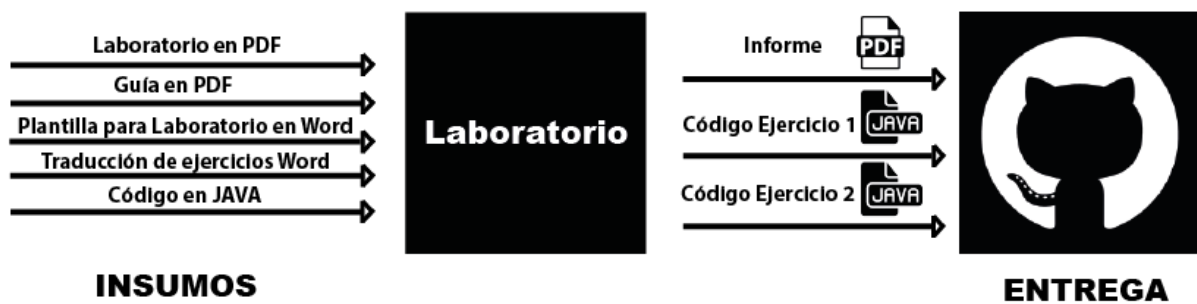 Laboratorio en PDF
Guía en PDF
Plantilla para Laboratorio en Word
Traducción de ejercicios Word
Código en JAVA
INSUMOS
Laboratorio
Informe
PDF
Código Ejercicio 1
JAVA
Código Ejercicio 2
JAVA
ENTREGA